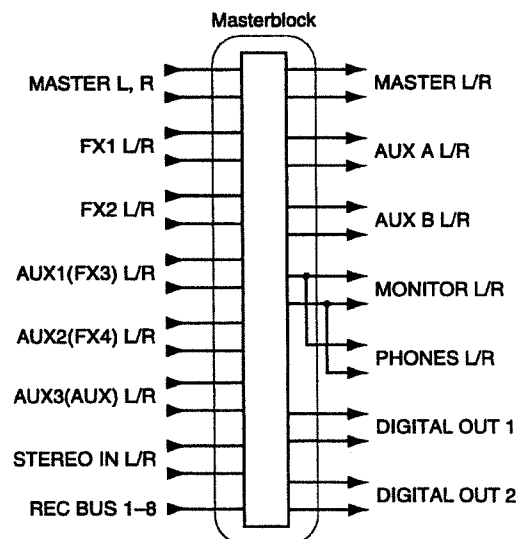 Masterblock
MASTER L, R
FX1 L/R
FX2 L/R
AUX1(FX3) L/R
AUX2(FX4) L/R
AUX3(AUX) L/R
STEREO IN L/R
REC BUS 1–8
MASTER L/R
AUX A L/R
AUX B L/R
MONITOR L/R
PHONES L/R
DIGITAL OUT 1
DIGITAL OUT 2